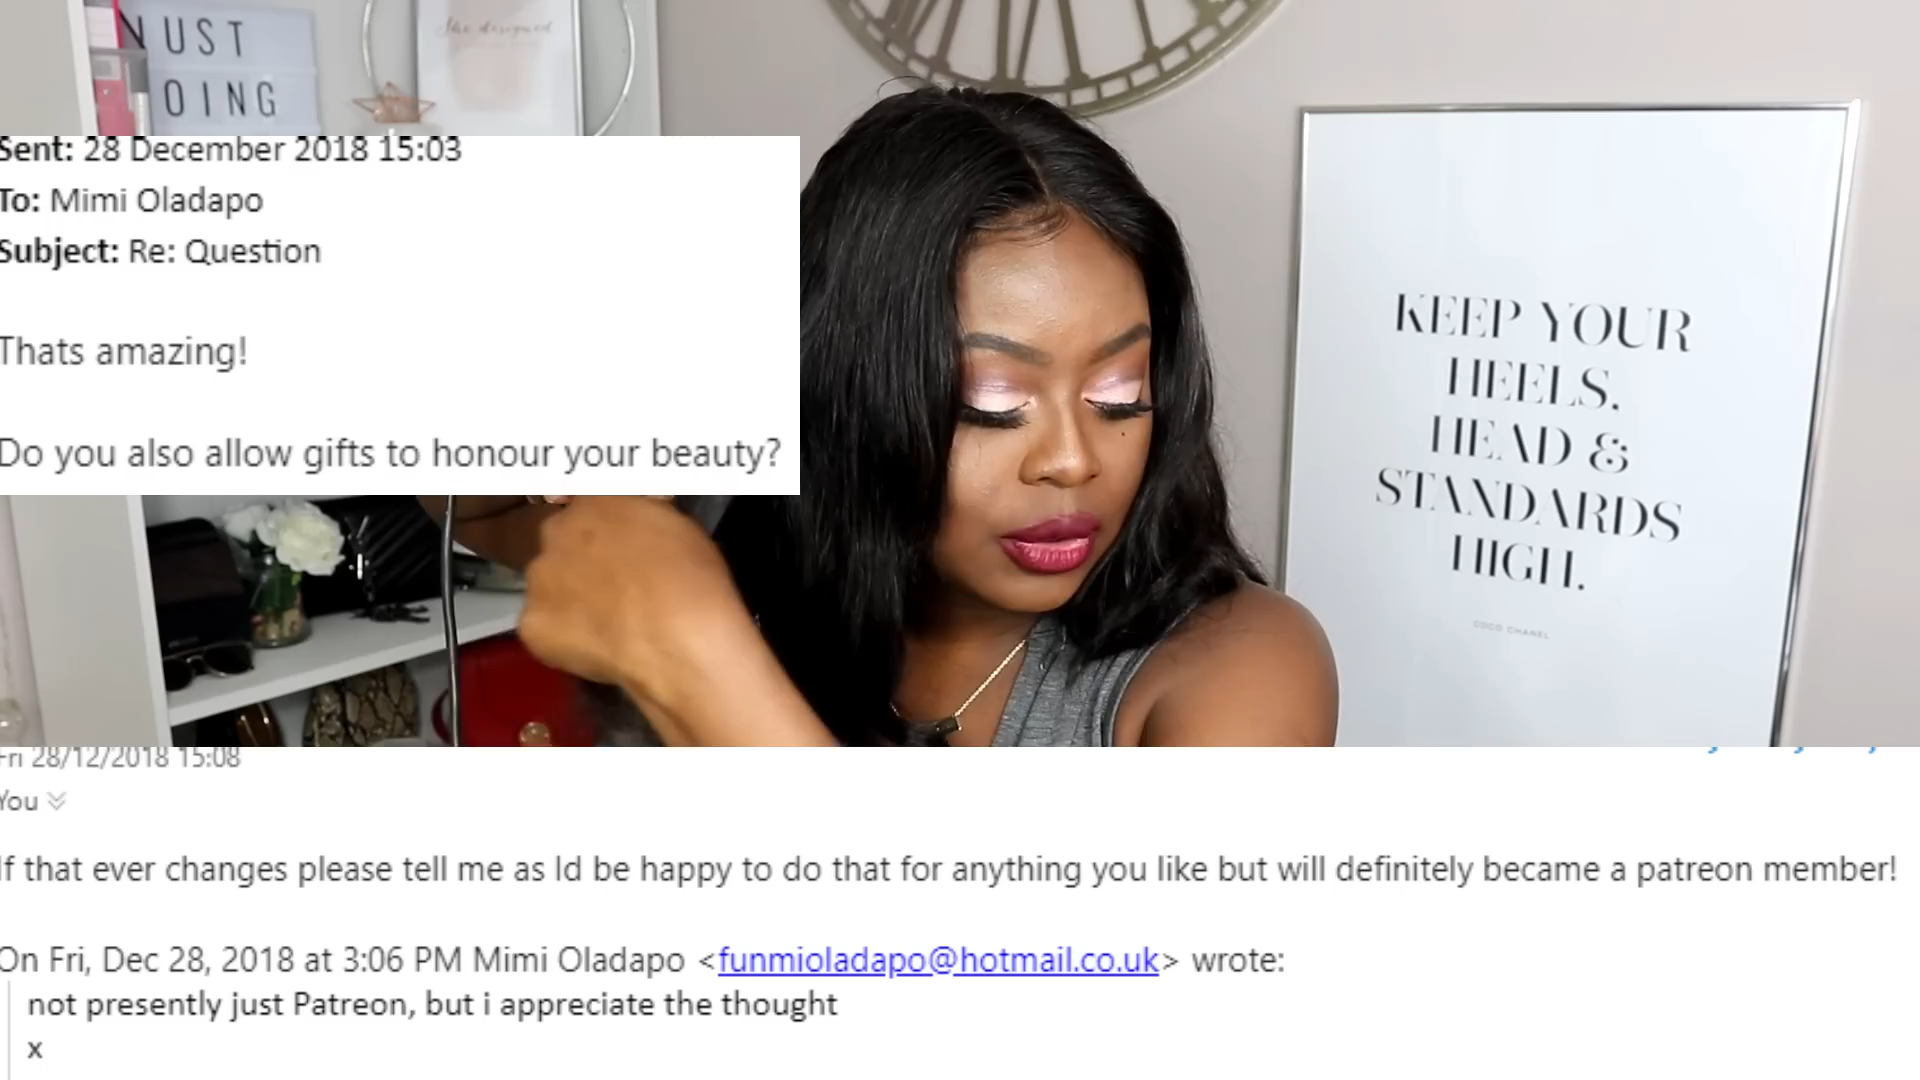 UST
OING
She designed
Sent: 28 December 2018 15:03
To: Mimi Oladapo
Subject: Re: Question
Thats amazing!
Do you also allow gifts to honour your beauty?
KEEP YOUR
HEELS.
HEAD &
STANDARDS
HIGH.
COCO CHANEL
Fri 28/12/2018 15:08
You
If that ever changes please tell me as Id be happy to do that for anything you like but will definitely became a patreon member!
On Fri, Dec 28, 2018 at 3:06 PM Mimi Oladapo <funmioladapo@hotmail.co.uk> wrote:
not presently just Patreon, but i appreciate the thought
x